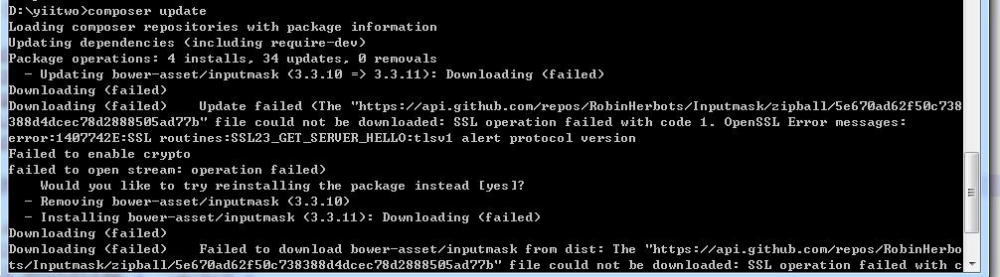 D:\yiitwo>composer update
Loading composer repositories with package information
Updating dependencies (including require-dev)
Package operations: 4 installs, 34 updates, 0 removals
  - Updating bower-asset/inputmask (3.3.10 => 3.3.11): Downloading (failed)
Downloading (failed)
Downloading (failed)    Update failed (The "https://api.github.com/repos/RobinHerbots/Inputmask/zipball/5e670ad62f50c738
388d4dcec78d2888505ad77b" file could not be downloaded: SSL operation failed with code 1. OpenSSL Error messages:
error:1407742E:SSL routines:SSL23_GET_SERVER_HELLO:tlsv1 alert protocol version
Failed to enable crypto
failed to open stream: operation failed)
    Would you like to try reinstalling the package instead [yes]?
  - Removing bower-asset/inputmask (3.3.10)
  - Installing bower-asset/inputmask (3.3.11): Downloading (failed)
Downloading (failed)
Downloading (failed)    Failed to download bower-asset/inputmask from dist: The "https://api.github.com/repos/RobinHerbo
ts/Inputmask/zipball/5e670ad62f50c738388d4dcec78d2888505ad77b" file could not be downloaded: SSL operation failed with c